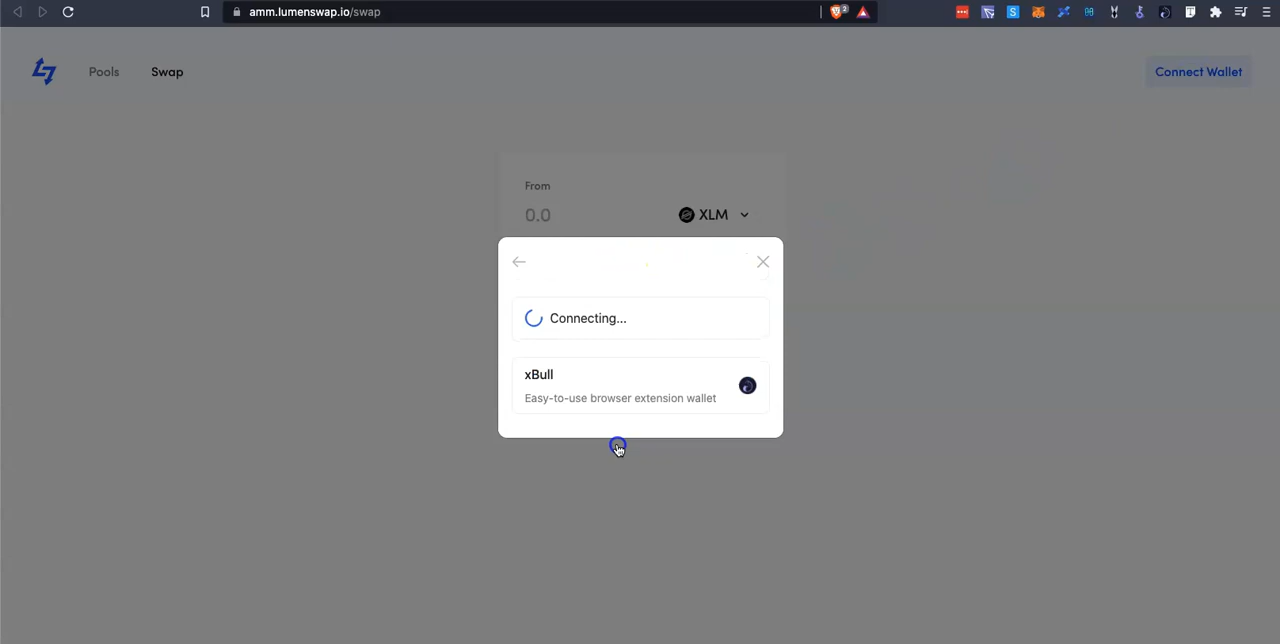 amm.lumenswap.io/swap
2
S
Pools
Swap
Connect Wallet
From
0.0
XLM
Connecting...
xBull
Easy-to-use browser extension wallet